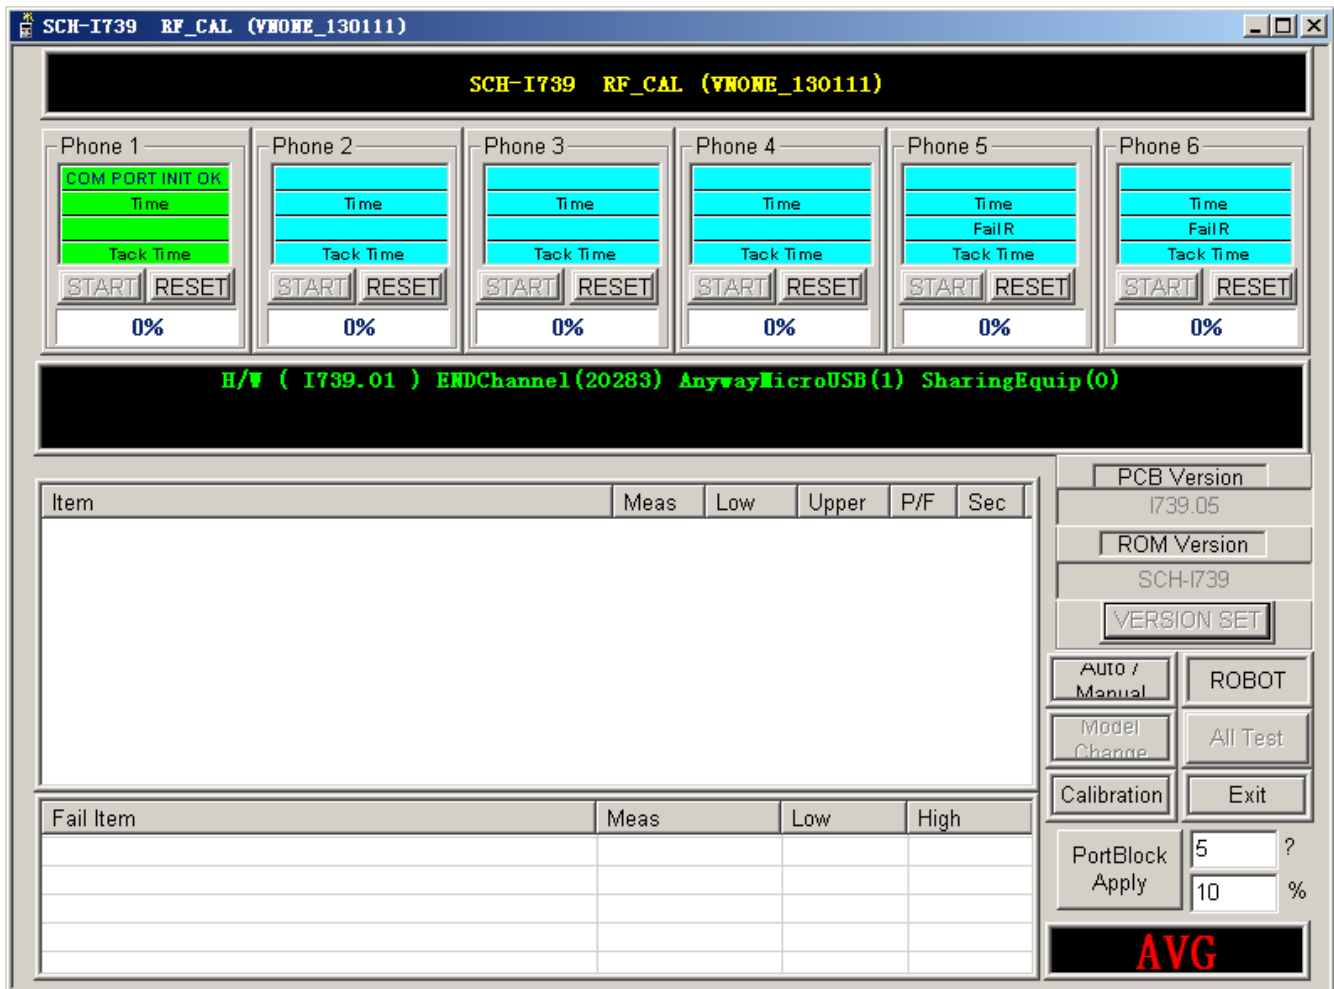 SCH-I739 RF_CAL (VNONE_130111)
SCH-I739 RF_CAL (VNONE_130111)
Phone 1 Phone 2 Phone 3 Phone 4 Phone 5 Phone 6
COM PORT INIT OK
Time Time Time Time Time Time
Fail R Fail R
Tack Time Tack Time Tack Time Tack Time Tack Time Tack Time
START RESET START RESET START RESET START RESET START RESET START RESET
0% 0% 0% 0% 0% 0%
H/W ( I739.01 ) ENDChannel(20283) AnywayMicroUSB(1) SharingEquip(0)
Item Meas Low Upper P/F Sec
PCB Version
I739.05
ROM Version
SCH-I739
VERSION SET
Auto /
Manual
ROBOT
Model
Change
All Test
Calibration Exit
Fail Item Meas Low High
PortBlock
Apply
5 ?
10 %
AVG